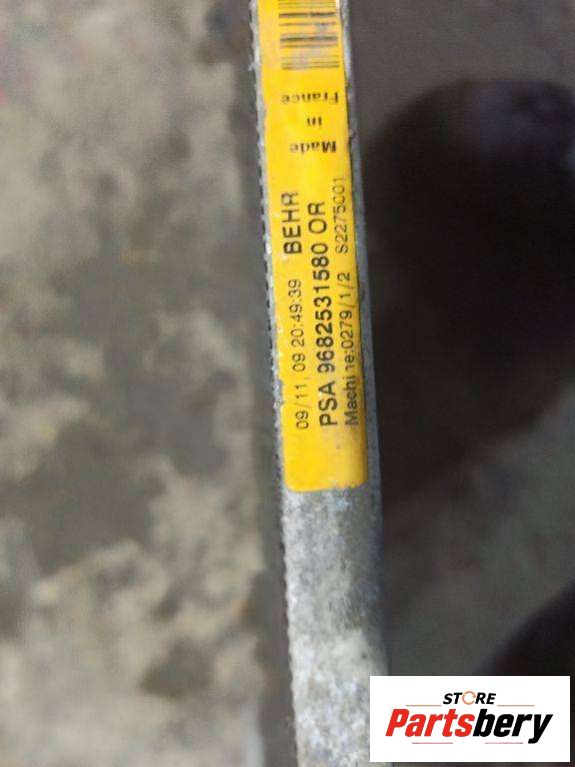 Made in France
09/11/09 20:49:39 BEHR
PSA 9682531580 OR
Machine:0279/1/2 S2275001
STORE
Partsbery